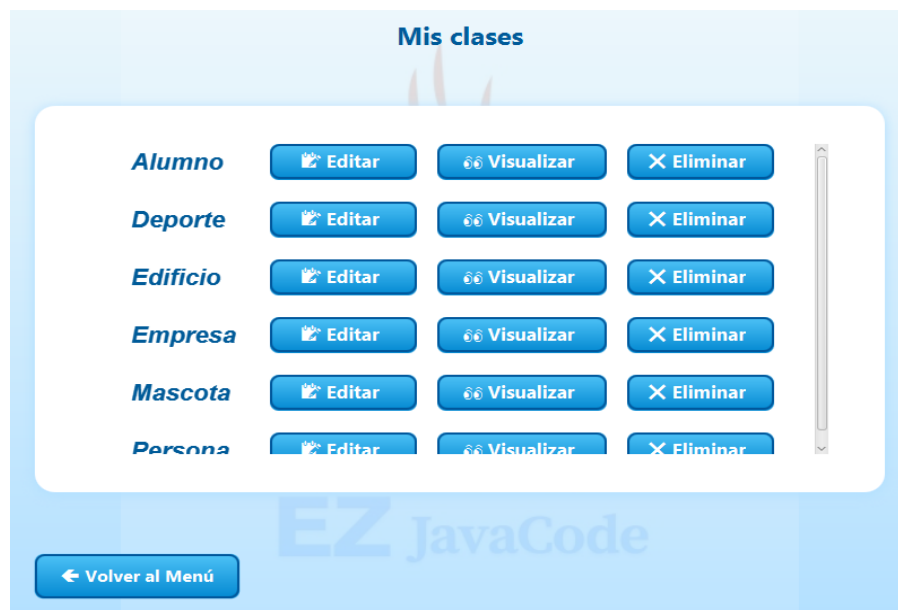 Mis clases
Alumno Editar Visualizar Eliminar
Deporte Editar Visualizar Eliminar
Edificio Editar Visualizar Eliminar
Empresa Editar Visualizar Eliminar
Mascota Editar Visualizar Eliminar
Persona Editar Visualizar Eliminar
EZ JavaCode
Volver al Menú